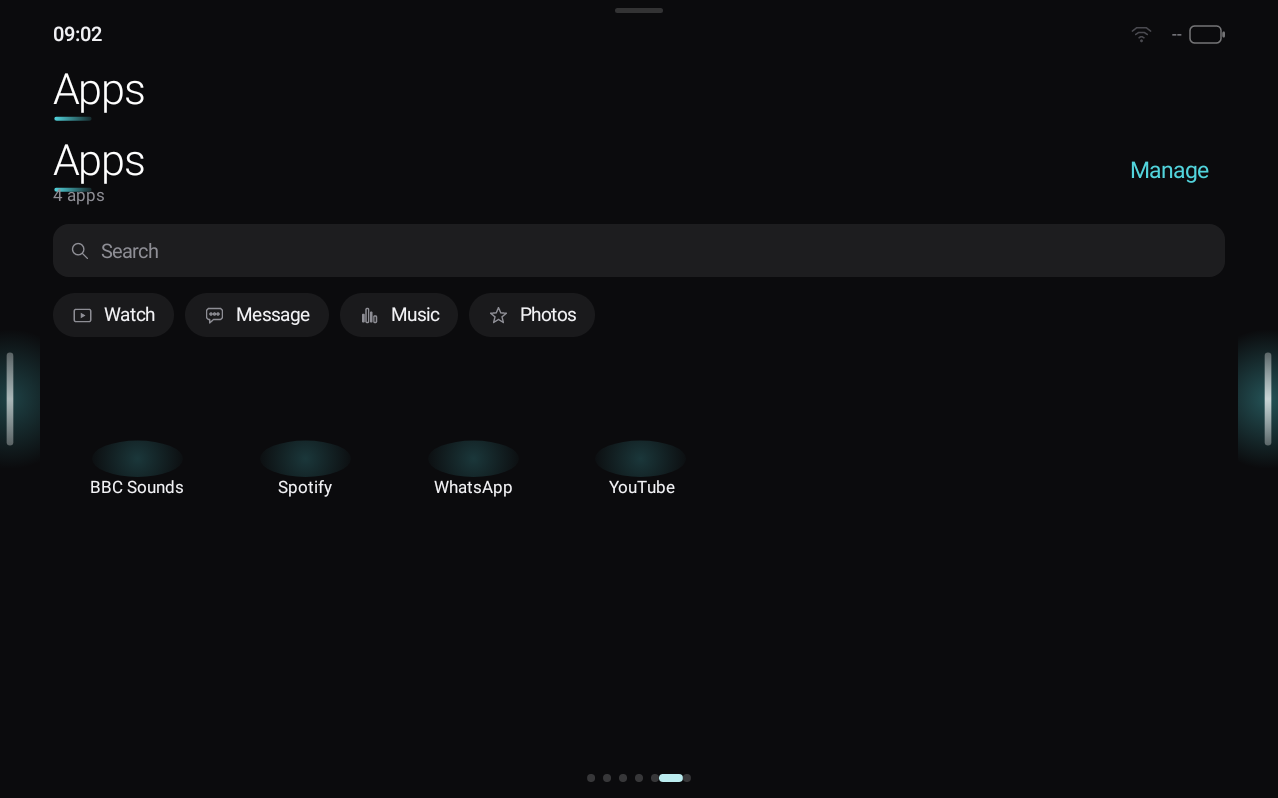 09:02
--
Apps
Apps
Manage
4 apps
Search
Watch
Message
Music
Photos
BBC Sounds
Spotify
WhatsApp
YouTube